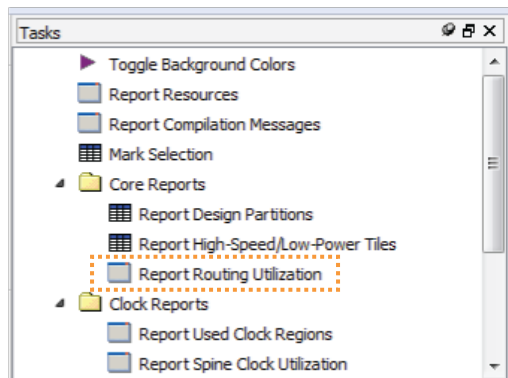 Tasks
Toggle Background Colors
Report Resources
Report Compilation Messages
Mark Selection
Core Reports
Report Design Partitions
Report High-Speed/Low-Power Tiles
Report Routing Utilization
Clock Reports
Report Used Clock Regions
Report Spine Clock Utilization